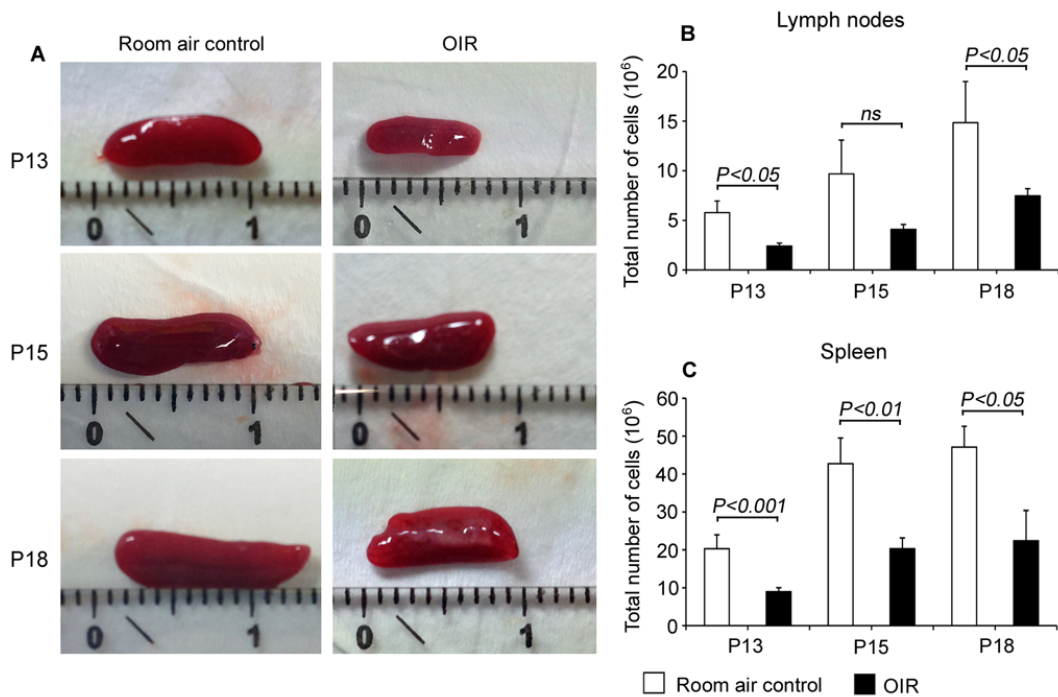 A
Room air control
OIR
P13
0 1
0 1
P15
0 1
0 1
P18
0 1
0 1
B
Lymph nodes
Total number of cells (10⁶)
20
15
10
5
0
P<0.05
ns
P<0.05
P13 P15 P18
C
Spleen
Total number of cells (10⁶)
60
50
40
30
20
10
0
P<0.001
P<0.01
P<0.05
P13 P15 P18
Room air control OIR